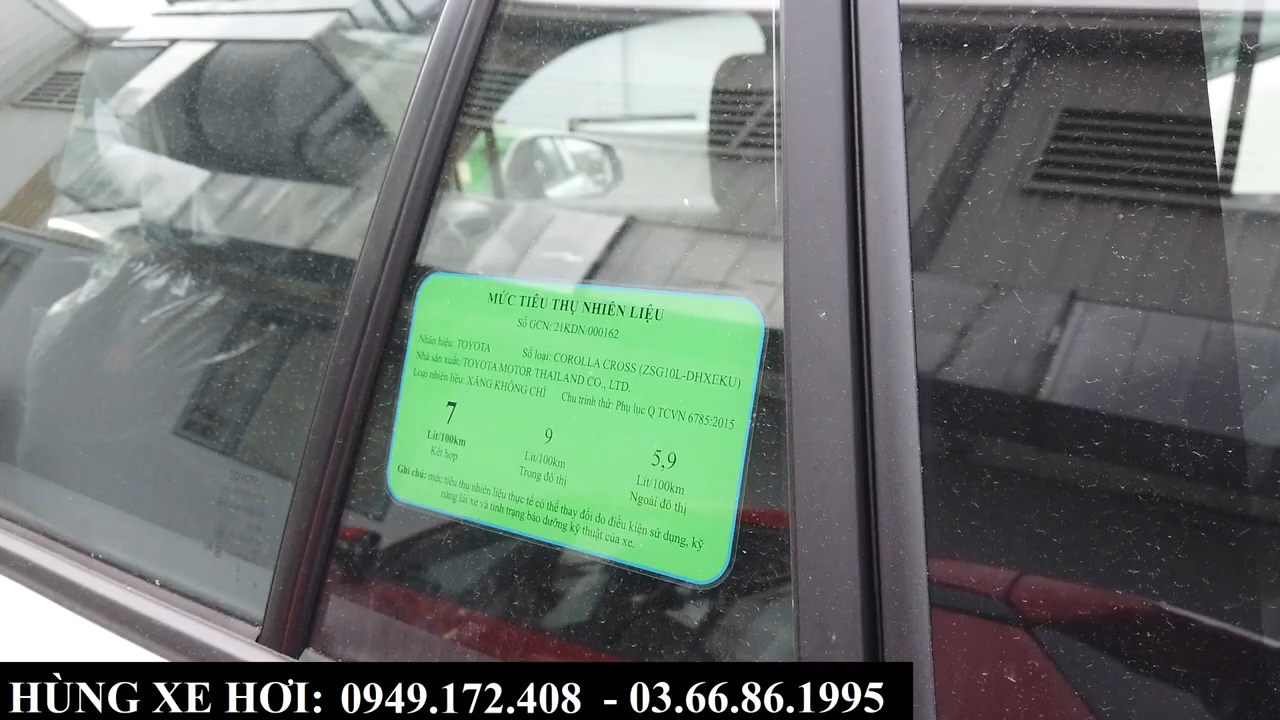 MỨC TIÊU THỤ NHIÊN LIỆU
Số GCN: 21KDN/000162
Nhãn hiệu: TOYOTA Số loại: COROLLA CROSS (ZSG10L-DHXEKU)
Nhà sản xuất: TOYOTA MOTOR THAILAND CO., LTD.
Loại nhiên liệu: XĂNG KHÔNG CHÌ Chu trình thử: Phụ lục Q TCVN 6785:2015
7 9 5,9
Lít/100km Lít/100km Lít/100km
Kết hợp Trong đô thị Ngoài đô thị
Ghi chú: mức tiêu thụ nhiên liệu thực tế có thể thay đổi do điều kiện sử dụng, kỹ
năng lái xe và tình trạng bảo dưỡng kỹ thuật của xe.
HÙNG XE HƠI: 0949.172.408 - 03.66.86.1995